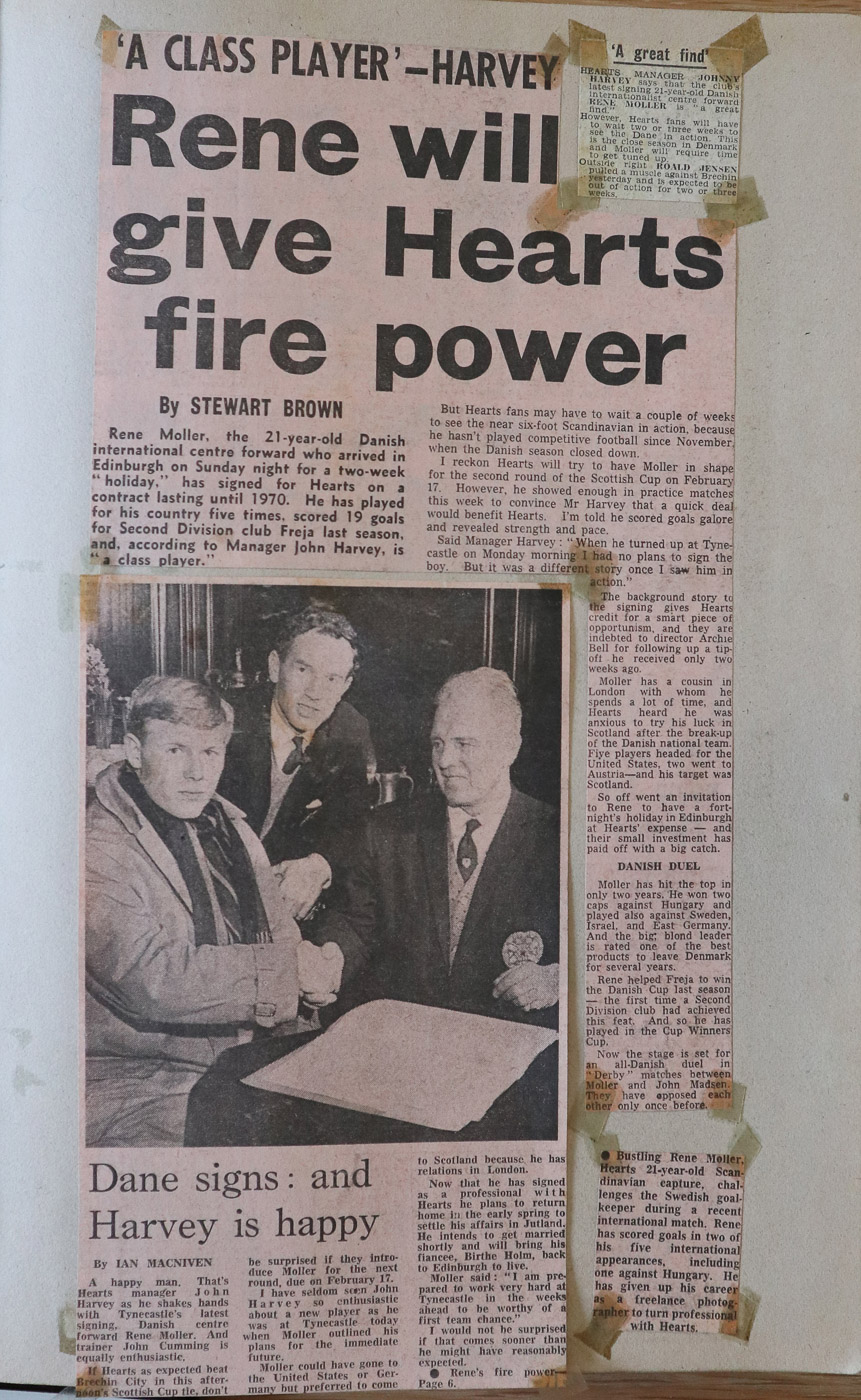 'A CLASS PLAYER'–HARVEY
Rene will
give Hearts
fire power
By STEWART BROWN
Rene Moller, the 21-year-old Danish
international centre forward who arrived in
Edinburgh on Sunday night for a two-week
“holiday,” has signed for Hearts on a
contract lasting until 1970. He has played
for his country five times, scored 19 goals
for Second Division club Freja last season,
and, according to Manager John Harvey, is
“a class player.”
But Hearts fans may have to wait a couple of weeks
to see the near six-foot Scandinavian in action, because
he hasn't played competitive football since November,
when the Danish season closed down.
I reckon Hearts will try to have Moller in shape
for the second round of the Scottish Cup on February
17. However, he showed enough in practice matches
this week to convince Mr Harvey that a quick deal
would benefit Hearts. I'm told he scored goals galore
and revealed strength and pace.
Said Manager Harvey: “When he turned up at Tyne-
castle on Monday morning I had no plans to sign the
boy. But it was a different story once I saw him in
action.”
The background story to
the signing gives Hearts
credit for a smart piece of
opportunism, and they are
indebted to director Archie
Bell for following up a tip-
off he received only two
weeks ago.
Moller has a cousin in
London with whom he
spends a lot of time, and
Hearts heard he was
anxious to try his luck in
Scotland after the break-up
of the Danish national team.
Fiye players headed for the
United States, two went to
Austria—and his target was
Scotland.
So off went an invitation
to Rene to have a fort-
night's holiday in Edinburgh
at Hearts' expense — and
their small investment has
paid off with a big catch.
DANISH DUEL
Moller has hit the top in
only two years. He won two
caps against Hungary and
played also against Sweden,
Israel, and East Germany.
And the big, blond leader
is rated one of the best
products to leave Denmark
for several years.
Rene helped Freja to win
the Danish Cup last season
— the first time a Second
Division club had achieved
this feat. And so he has
played in the Cup Winners
Cup.
Now the stage is set for
an all-Danish duel in
“Derby” matches between
Moller and John Madsen.
They have opposed each
other only once before.
'A great find'
HEARTS MANAGER JOHNNY
HARVEY says that the club's
latest signing 21-year-old Danish
internationalist centre forward
RENE MOLLER is “a great
find.”
However, Hearts fans will have
to wait two or three weeks to
see the Dane in action. This
is the close season in Denmark
and Moller will require time
to get tuned up.
Outside right ROALD JENSEN
pulled a muscle against Brechin
yesterday and is expected to be
out of action for two or three
weeks.
Dane signs: and
Harvey is happy
By IAN MACNIVEN
A happy man. That's
Hearts manager John
Harvey as he shakes hands
with Tynecastle's latest
signing, Danish centre
forward Rene Moller. And
trainer John Cumming is
equally enthusiastic.
If Hearts as expected beat
Brechin City in this after-
noon's Scottish Cup tie, don't
be surprised if they intro-
duce Moller for the next
round, due on February 17.
I have seldom seen John
Harvey so enthusiastic
about a new player as he
was at Tynecastle today
when Moller outlined his
plans for the immediate
future.
Moller could have gone to
the United States or Ger-
many but preferred to come
to Scotland because he has
relations in London.
Now that he has signed
as a professional with
Hearts he plans to return
home in the early spring to
settle his affairs in Jutland.
He intends to get married
shortly and will bring his
fiancee, Birthe Holm, back
to Edinburgh to live.
Moller said: “I am pre-
pared to work very hard at
Tynecastle in the weeks
ahead to be worthy of a
first team chance.”
I would not be surprised
if that comes sooner than
he might have reasonably
expected.
● Rene's fire power—
Page 6.
● Bustling Rene Moller,
Hearts 21-year-old Scan-
dinavian capture, chal-
lenges the Swedish goal-
keeper during a recent
international match. Rene
has scored goals in two of
his five international
appearances, including
one against Hungary. He
has given up his career
as a freelance photog-
rapher to turn professional
with Hearts.